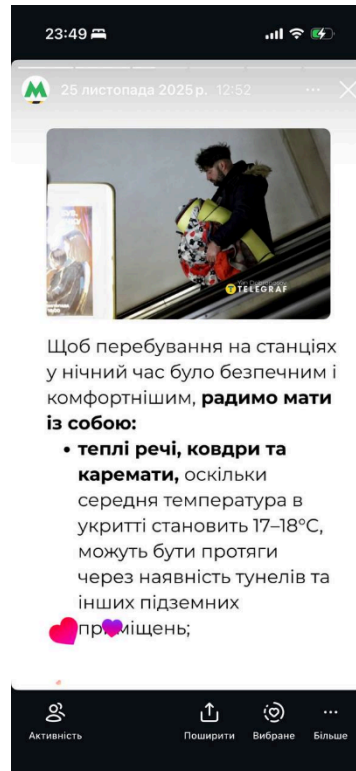 23:49
25 листопада 2025 р. 12:52
TELEGRAF
Щоб перебування на станціях
у нічний час було безпечним і
комфортнішим, радимо мати
із собою:
• теплі речі, ковдри та
каремати, оскільки
середня температура в
укритті становить 17–18°C,
можуть бути протяги
через наявність тунелів та
інших підземних
приміщень;
Активність
Поширити
Вибране
Більше